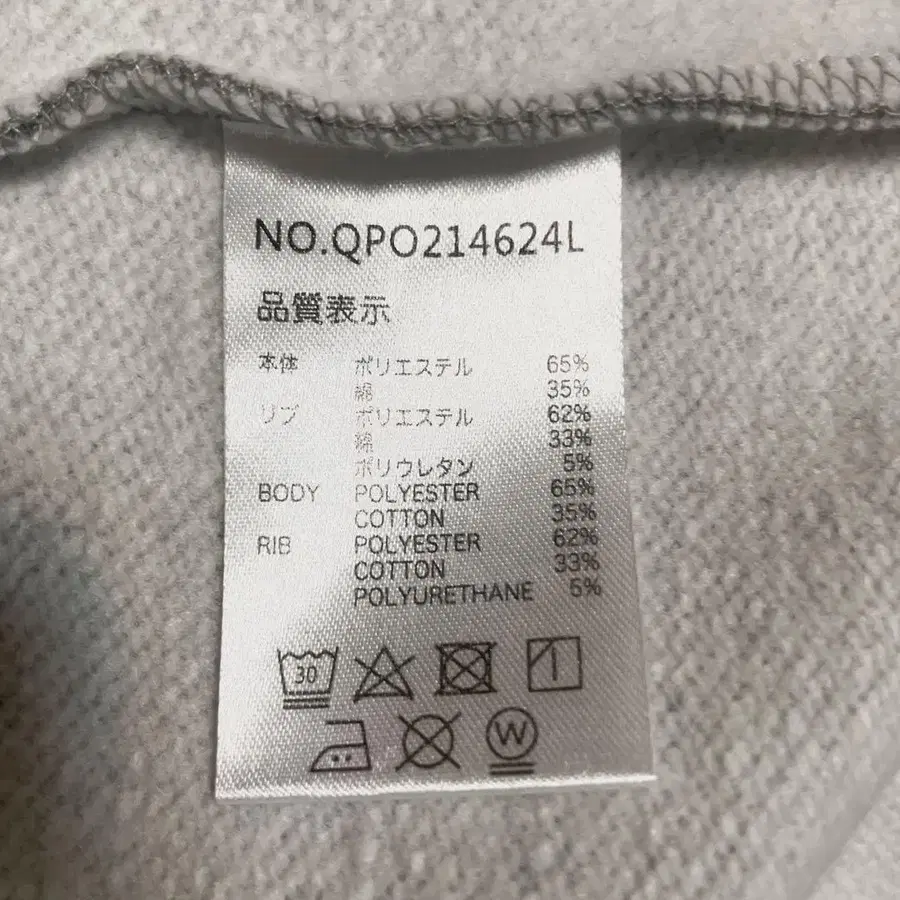 NO.QPO214624L
品質表示
本体 ポリエステル 65%
綿 35%
リブ ポリエステル 62%
綿 33%
ポリウレタン 5%
BODY POLYESTER 65%
COTTON 35%
RIB POLYESTER 62%
COTTON 33%
POLYURETHANE 5%
30
W